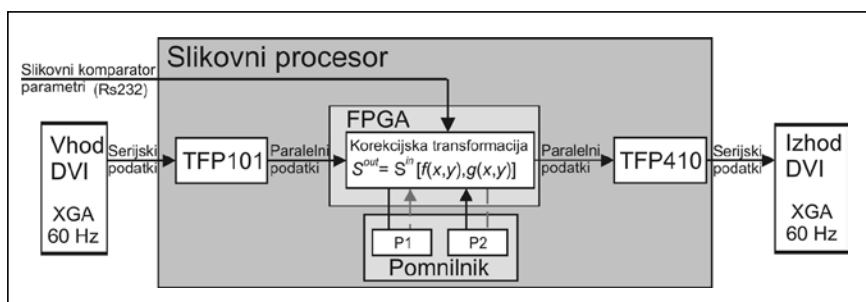 Slikovni procesor
Slikovni komparator
parametri (Rs232)
FPGA
Vhod
DVI
XGA
60 Hz
Serijski
podatki
TFP101
Paralelni
podatki
Korekcijska transformacija
S^out = S^in [f(x,y),g(x,y)]
Paralelni
podatki
TFP410
Serijski
podatki
Izhod
DVI
XGA
60 Hz
P1
P2
Pomnilnik